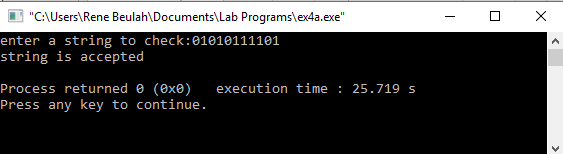 "C:\Users\Rene Beulah\Documents\Lab Programs\ex4a.exe"
enter a string to check:01010111101
string is accepted
Process returned 0 (0x0)   execution time : 25.719 s
Press any key to continue.